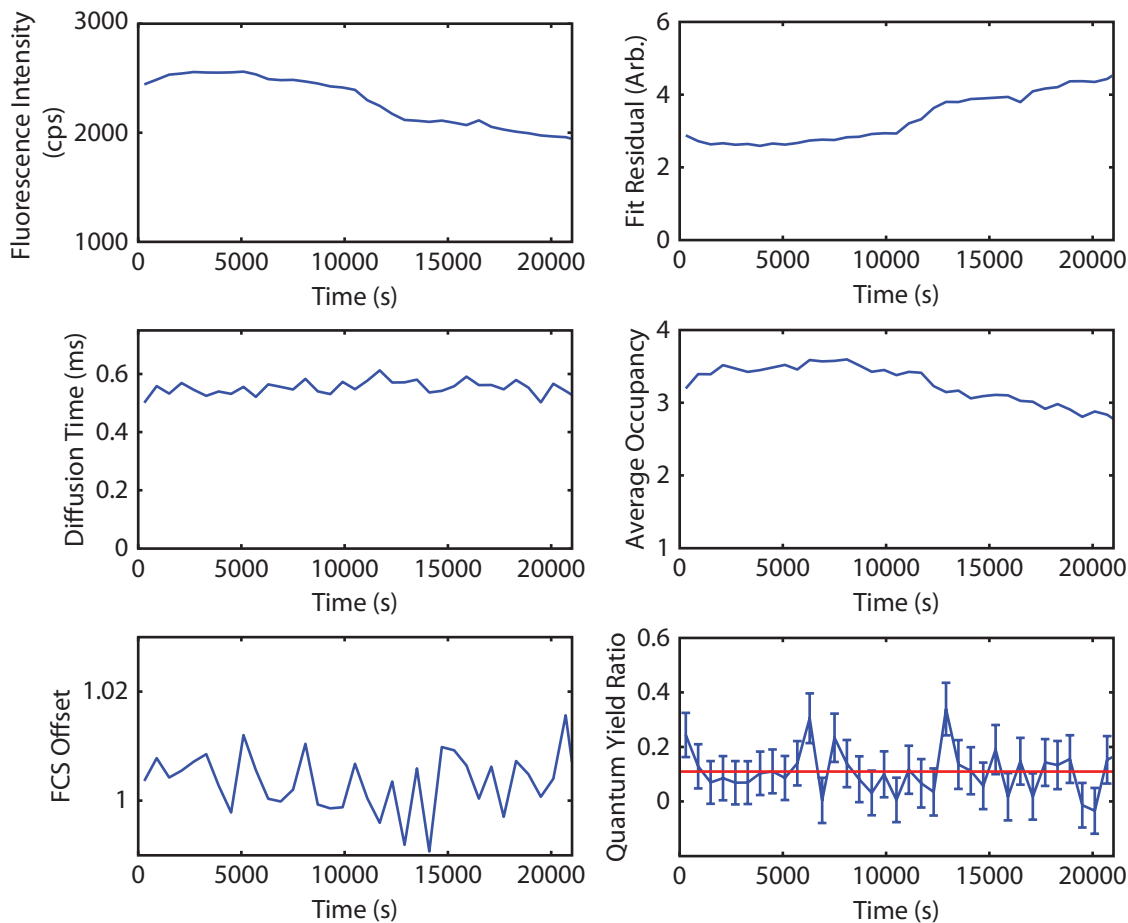 Fluorescence Intensity
(cps)
3000
2000
1000
0 5000 10000 15000 20000
Time (s)
Fit Residual (Arb.)
6
4
2
0
0 5000 10000 15000 20000
Time (s)
Diffusion Time (ms)
0.6
0.4
0.2
0
0 5000 10000 15000 20000
Time (s)
Average Occupancy
4
3
2
1
0 5000 10000 15000 20000
Time (s)
FCS Offset
1.02
1
0 5000 10000 15000 20000
Time (s)
Quantum Yield Ratio
0.6
0.4
0.2
0
0 5000 10000 15000 20000
Time (s)